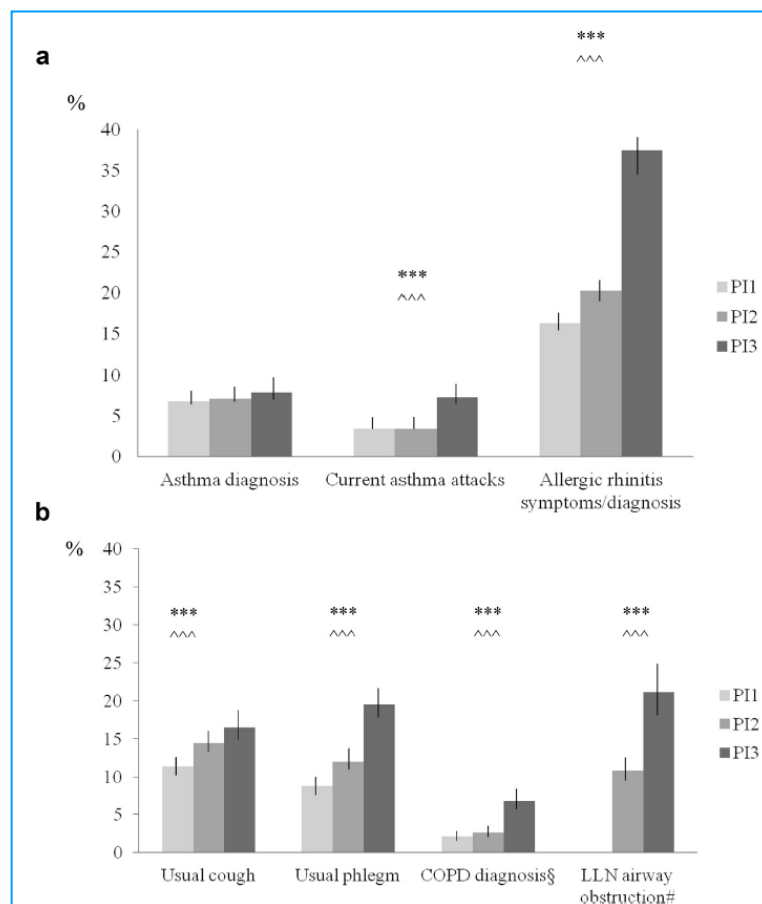 a
%
40
35
30
25
20
15
10
5
0
***
^^^
***
^^^
PI1
PI2
PI3
Asthma diagnosis
Current asthma attacks
Allergic rhinitis
symptoms/diagnosis
b
%
40
35
30
25
20
15
10
5
0
*** *** *** ***
^^^ ^^^ ^^^ ^^^
PI1
PI2
PI3
Usual cough
Usual phlegm
COPD diagnosis§
LLN airway
obstruction#